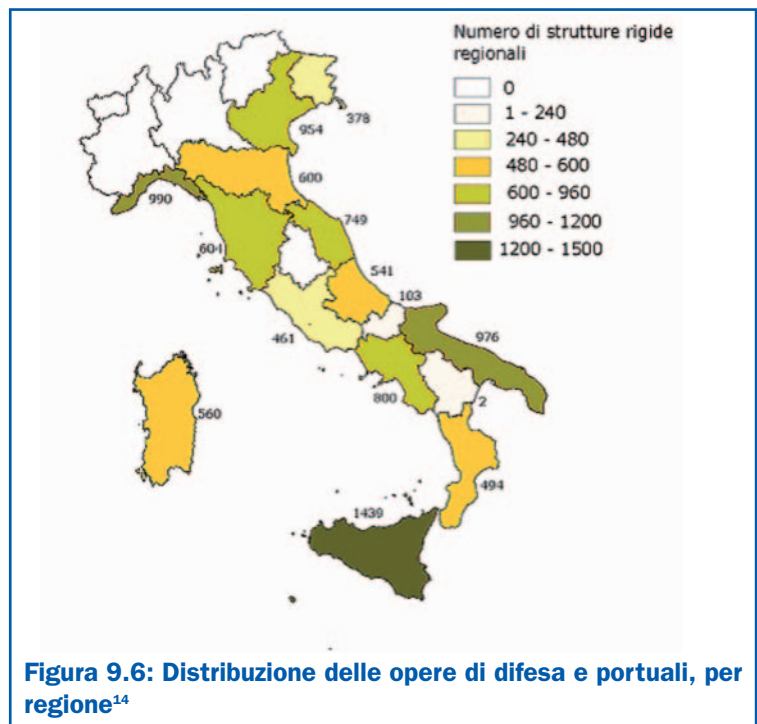 Numero di strutture rigide
regionali
0
1 - 240
240 - 480
480 - 600
600 - 960
960 - 1200
1200 - 1500
378
954
600
990
749
604
541
103
461
976
800
2
560
494
1439
Figura 9.6: Distribuzione delle opere di difesa e portuali, per
regione14